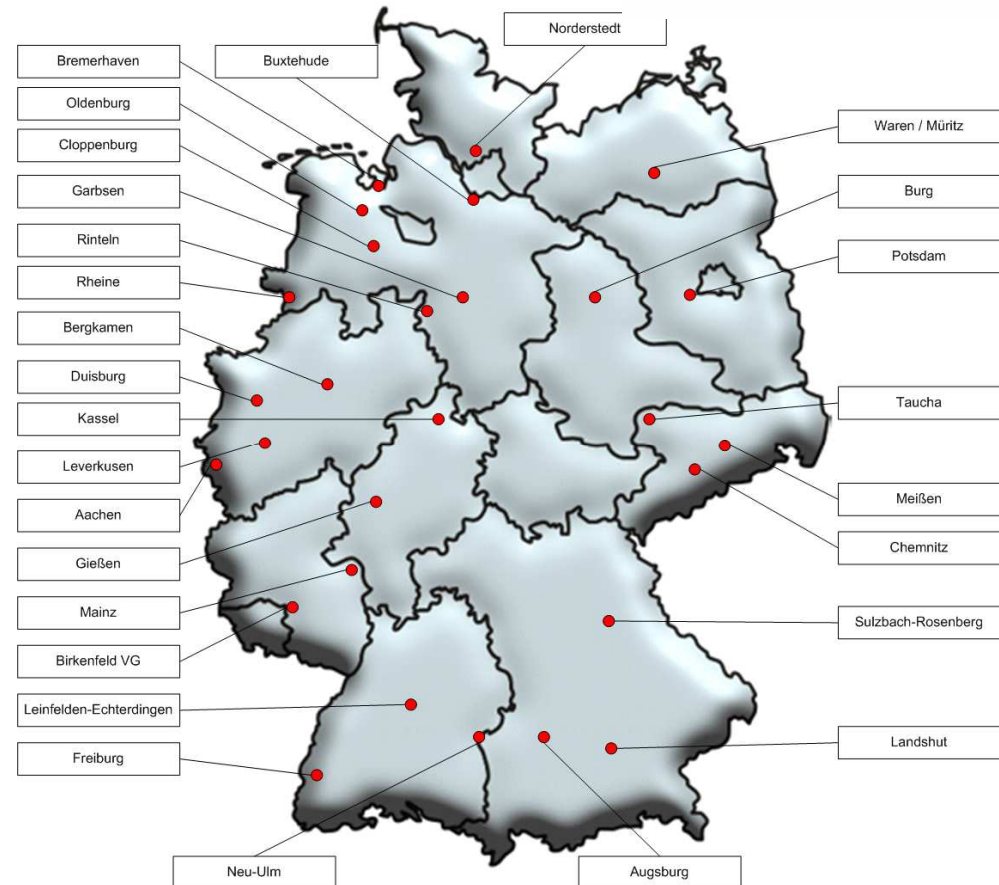 Norderstedt
Bremerhaven
Buxtehude
Oldenburg
Cloppenburg
Garbsen
Rinteln
Rheine
Bergkamen
Duisburg
Kassel
Leverkusen
Aachen
Gießen
Mainz
Birkenfeld VG
Leinfelden-Echterdingen
Freiburg
Neu-Ulm
Augsburg
Waren / Müritz
Burg
Potsdam
Taucha
Meißen
Chemnitz
Sulzbach-Rosenberg
Landshut